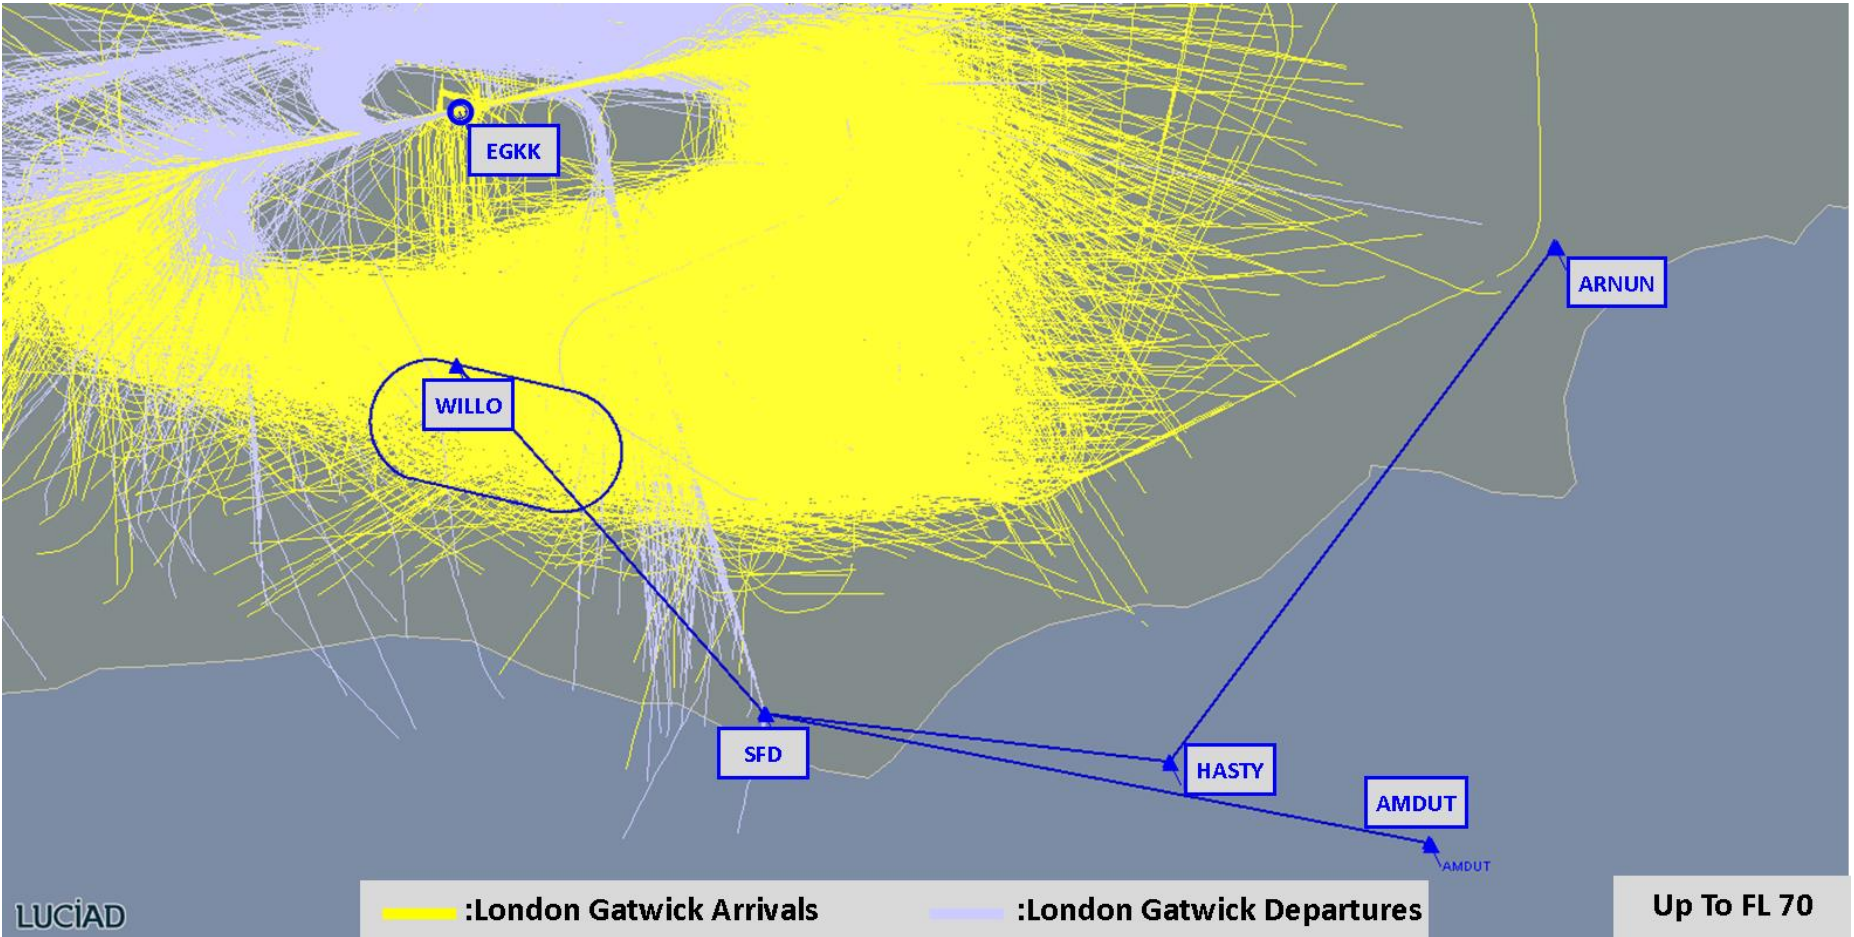 EGKK
ARNUN
WILLO
SFD
HASTY
AMDUT
AMDUT
LUCiAD
:London Gatwick Arrivals
:London Gatwick Departures
Up To FL 70